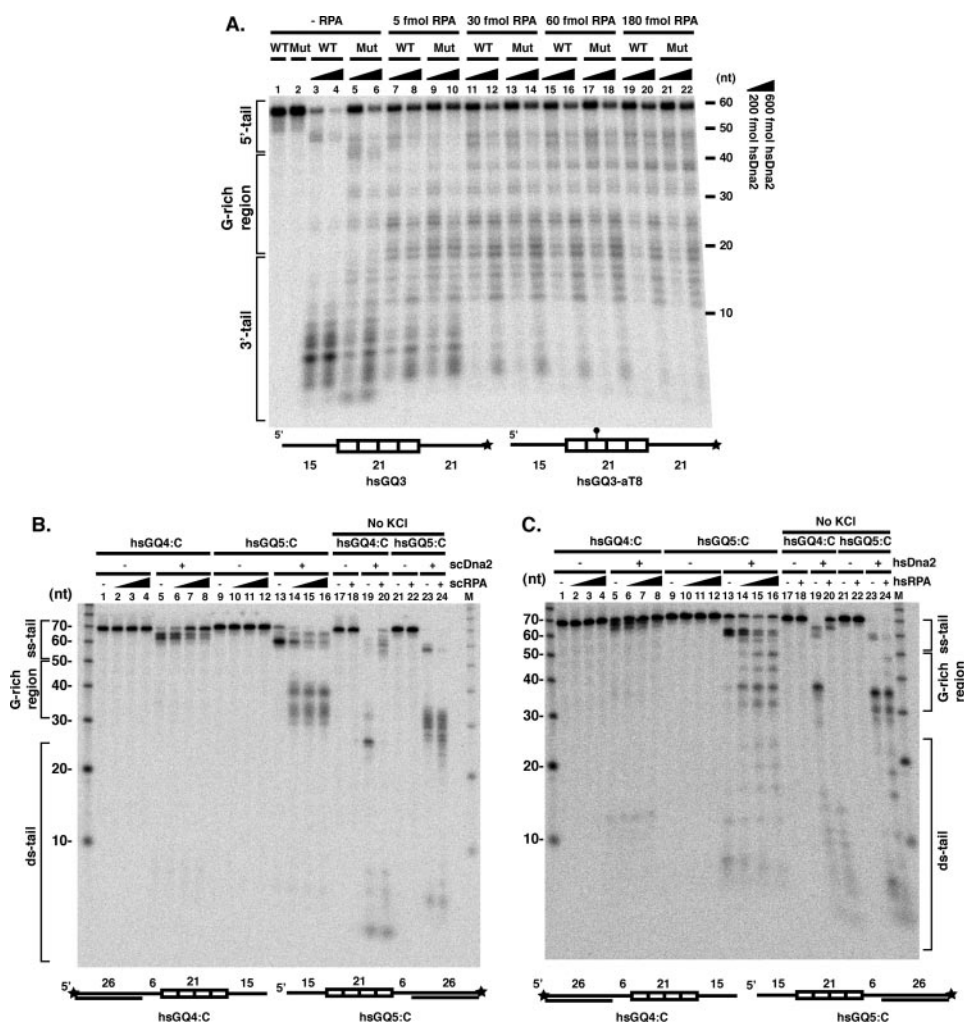 A.
- RPA 5 fmol RPA 30 fmol RPA 60 fmol RPA 180 fmol RPA
WT Mut WT Mut WT Mut WT Mut WT Mut WT Mut
(nt)
1 2 3 4 5 6 7 8 9 10 11 12 13 14 15 16 17 18 19 20 21 22
60
50
40
30
20
10
600 fmol hsDna2
200 fmol hsDna2
5'-tail
G-rich region
3'-tail
5' 5'
15 21 21 15 21 21
hsGQ3 hsGQ3-aT8
B.
No KCl
hsGQ4:C hsGQ5:C hsGQ4:C hsGQ5:C
- + - + - + - + scDna2
- - - - - + - + - + - + scRPA
(nt) 1 2 3 4 5 6 7 8 9 10 11 12 13 14 15 16 17 18 19 20 21 22 23 24 M
70-
60-
50-
40-
30-
20-
10-
ss-tail
G-rich region
ds-tail
5' 26 6 21 15 5' 15 21 6 26
hsGQ4:C hsGQ5:C
C.
No KCl
hsGQ4:C hsGQ5:C hsGQ4:C hsGQ5:C
- + - + - + - + hsDna2
- - - - - + - + - + - + hsRPA
(nt) 1 2 3 4 5 6 7 8 9 10 11 12 13 14 15 16 17 18 19 20 21 22 23 24 M
70-
60-
50-
40-
30-
20-
10-
ss-tail
G-rich region
ds-tail
5' 26 6 21 15 5' 15 21 6 26
hsGQ4:C hsGQ5:C